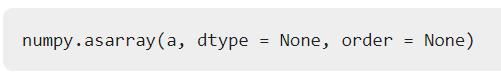 numpy.asarray(a, dtype = None, order = None)